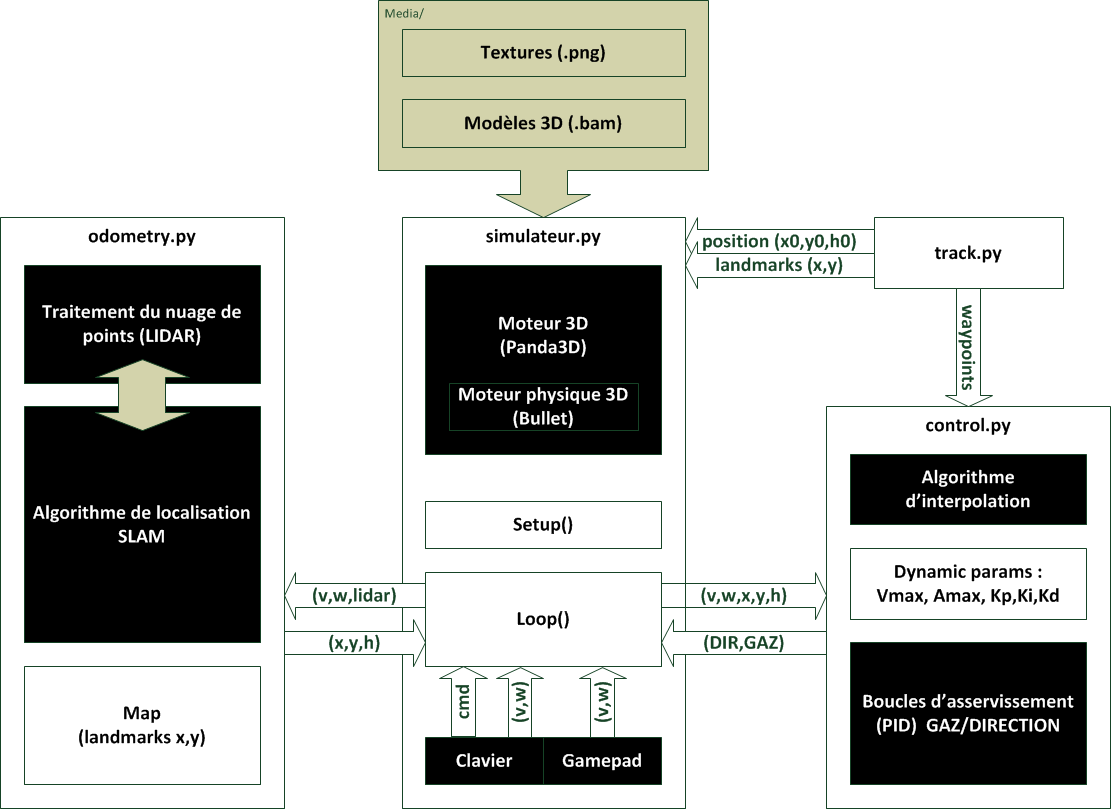 Media/
Textures (.png)
Modèles 3D (.bam)
odometry.py
Traitement du nuage de
points (LIDAR)
Algorithme de localisation
SLAM
Map
(landmarks x,y)
simulateur.py
Moteur 3D
(Panda3D)
Moteur physique 3D
(Bullet)
Setup()
Loop()
(v,w,lidar)
(x,y,h)
(v,w,x,y,h)
(DIR,GAZ)
cmd
(v,w)
(v,w)
Clavier
Gamepad
position (x0,y0,h0)
landmarks (x,y)
track.py
waypoints
control.py
Algorithme
d’interpolation
Dynamic params :
Vmax, Amax, Kp,Ki,Kd
Boucles d’asservissement
(PID) GAZ/DIRECTION